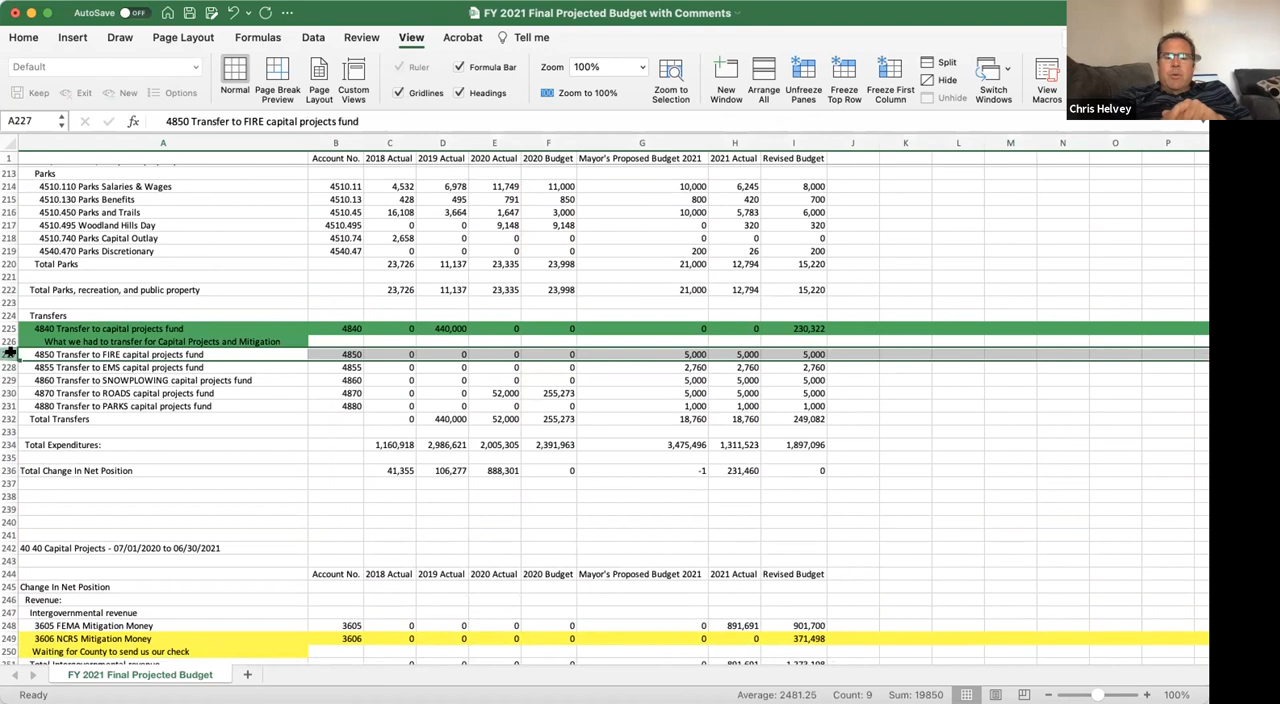 AutoSave OFF FY 2021 Final Projected Budget with Comments
Home Insert Draw Page Layout Formulas Data Review View Acrobat Tell me
Default
Keep Exit New Options
Normal Page Break Preview Page Layout Custom Views
Ruler Formula Bar
Gridlines Headings
Zoom 100%
Zoom to 100%
Zoom to Selection
New Window Arrange All Unfreeze Panes Freeze Top Row Freeze First Column
Split
Hide
Unhide
Switch Windows View Macros
Chris Helvey
A227 fx 4850 Transfer to FIRE capital projects fund
A B C D E F G H I J K L M N O P
1 Account No. 2018 Actual 2019 Actual 2020 Actual 2020 Budget Mayor's Proposed Budget 2021 2021 Actual Revised Budget
213 Parks
214 4510.110 Parks Salaries & Wages 4510.11 4,532 6,978 11,749 11,000 10,000 6,245 8,000
215 4510.130 Parks Benefits 4510.13 428 495 791 850 800 420 700
216 4510.450 Parks and Trails 4510.45 16,108 3,664 1,647 3,000 10,000 5,783 6,000
217 4510.495 Woodland Hills Day 4510.495 0 0 9,148 9,148 0 320 320
218 4510.740 Parks Capital Outlay 4510.74 2,658 0 0 0 0 0 0
219 4540.470 Parks Discretionary 4540.47 0 0 0 0 200 26 200
220 Total Parks 23,726 11,137 23,335 23,998 21,000 12,794 15,220
221
222 Total Parks, recreation, and public property 23,726 11,137 23,335 23,998 21,000 12,794 15,220
223
224 Transfers
225 4840 Transfer to capital projects fund 4840 0 440,000 0 0 0 0 230,322
226 What we had to transfer for Capital Projects and Mitigation
4850 Transfer to FIRE capital projects fund 4850 0 0 0 0 5,000 5,000 5,000
228 4855 Transfer to EMS capital projects fund 4855 0 0 0 0 2,760 2,760 2,760
229 4860 Transfer to SNOWPLOWING capital projects fund 4860 0 0 0 0 5,000 5,000 5,000
230 4870 Transfer to ROADS capital projects fund 4870 0 0 52,000 255,273 5,000 5,000 5,000
231 4880 Transfer to PARKS capital projects fund 4880 0 0 0 0 1,000 1,000 1,000
232 Total Transfers 0 440,000 52,000 255,273 18,760 18,760 249,082
233
234 Total Expenditures: 1,160,918 2,986,621 2,005,305 2,391,963 3,475,496 1,311,523 1,897,096
235
236 Total Change In Net Position 41,355 106,277 888,301 0 -1 231,460 0
237
238
239
240
241
242 40 40 Capital Projects - 07/01/2020 to 06/30/2021
243
244 Account No. 2018 Actual 2019 Actual 2020 Actual 2020 Budget Mayor's Proposed Budget 2021 2021 Actual Revised Budget
245 Change In Net Position
246 Revenue:
247 Intergovernmental revenue
248 3605 FEMA Mitigation Money 3605 0 0 0 0 0 891,691 901,700
249 3606 NCRS Mitigation Money 3606 0 0 0 0 0 0 371,498
250 Waiting for County to send us our check
Total Intergovernmental revenue 0 0 0 0 0 891,691 1,273,198
FY 2021 Final Projected Budget
Ready Average: 2481.25 Count: 9 Sum: 19850 100%